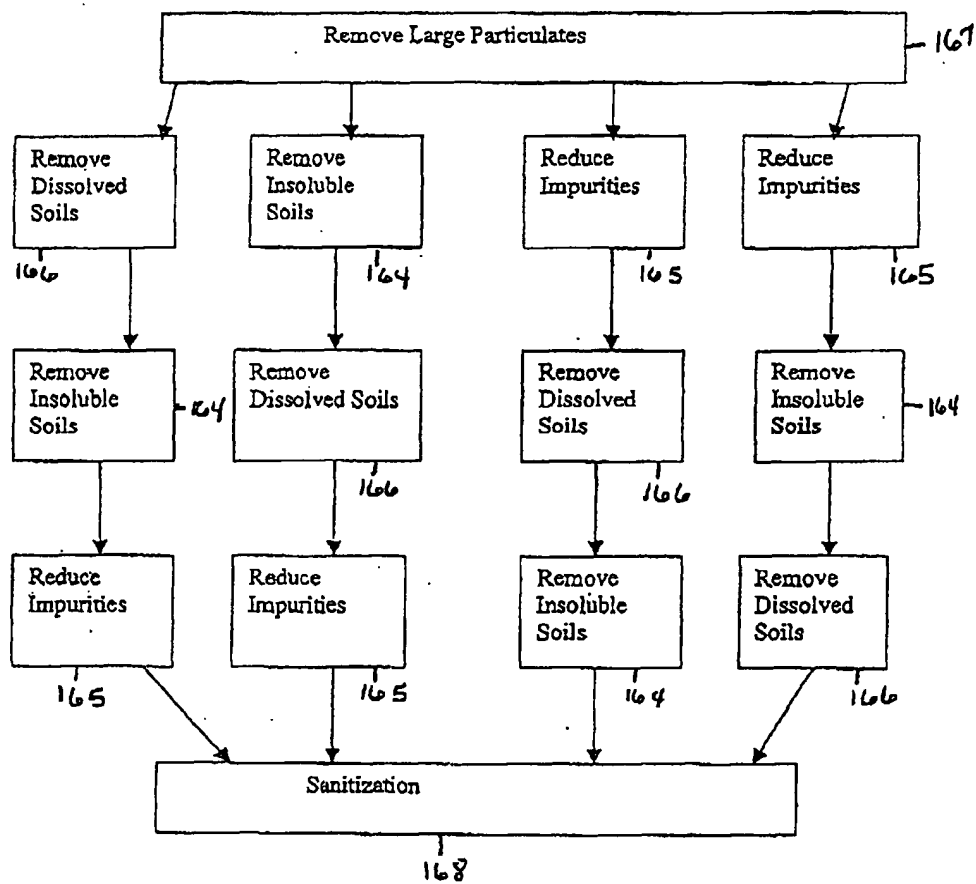 Remove Large Particulates
167
Remove
Dissolved
Soils
Remove
Insoluble
Soils
Reduce
Impurities
Reduce
Impurities
166
164
165
165
Remove
Insoluble
Soils
164
Remove
Dissolved Soils
Remove
Dissolved
Soils
Remove
Insoluble
Soils
164
166
166
Reduce
Impurities
Reduce
Impurities
Remove
Insoluble
Soils
Remove
Dissolved
Soils
165
165
164
166
Sanitization
168